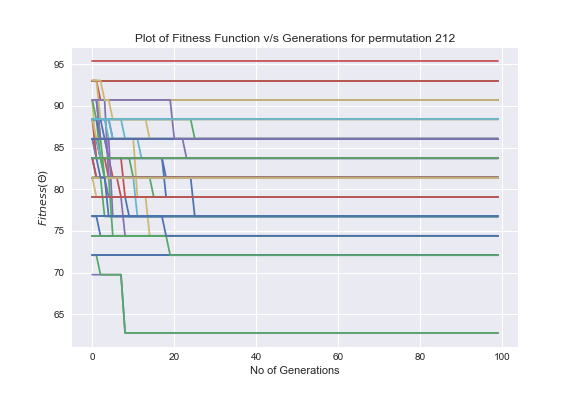 Plot of Fitness Function v/s Generations for permutation 212
95
90
85
80
75
70
65
Fitness(Θ)
0 20 40 60 80 100
No of Generations